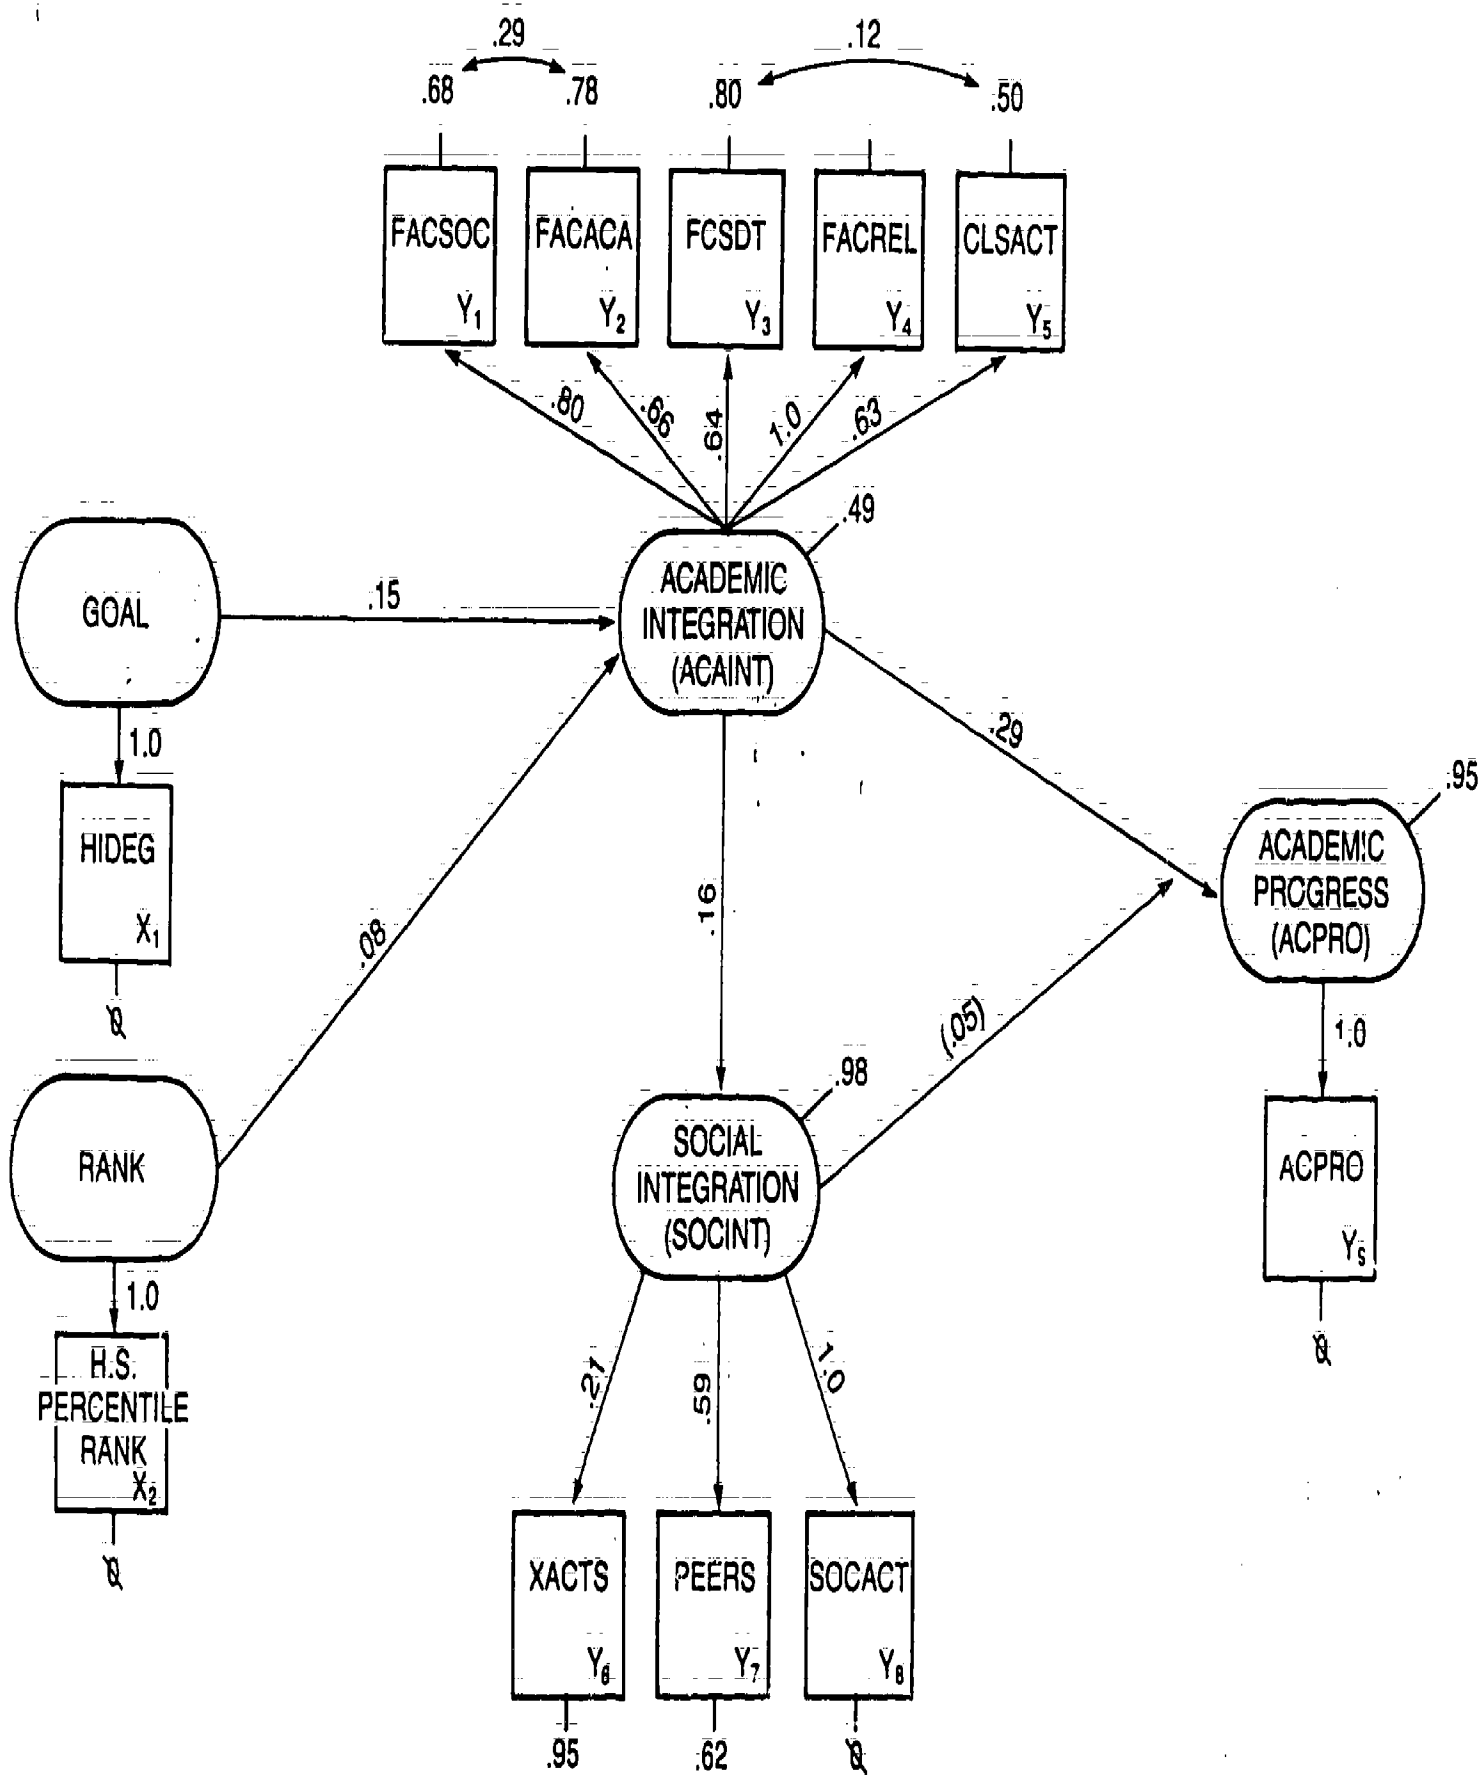 .29
.12
.68
.78
.80
.50
FACSOC
Y1
FACACA
Y2
FCSDT
Y3
FACREL
Y4
CLSACT
Y5
.80
.66
.64
1.0
.63
.49
GOAL
.15
ACADEMIC
INTEGRATION
(ACAINT)
1.0
HIDEG
X1
0
.29
.95
ACADEMIC
PROGRESS
(ACPRO)
.16
.08
(.05)
1.0
.98
RANK
SOCIAL
INTEGRATION
(SOCINT)
ACPRO
Y9
0
1.0
H.S.
PERCENTILE
RANK
X2
0
.21
.59
1.0
XACTS
Y6
PEERS
Y7
SOCACT
Y8
.95
.62
0